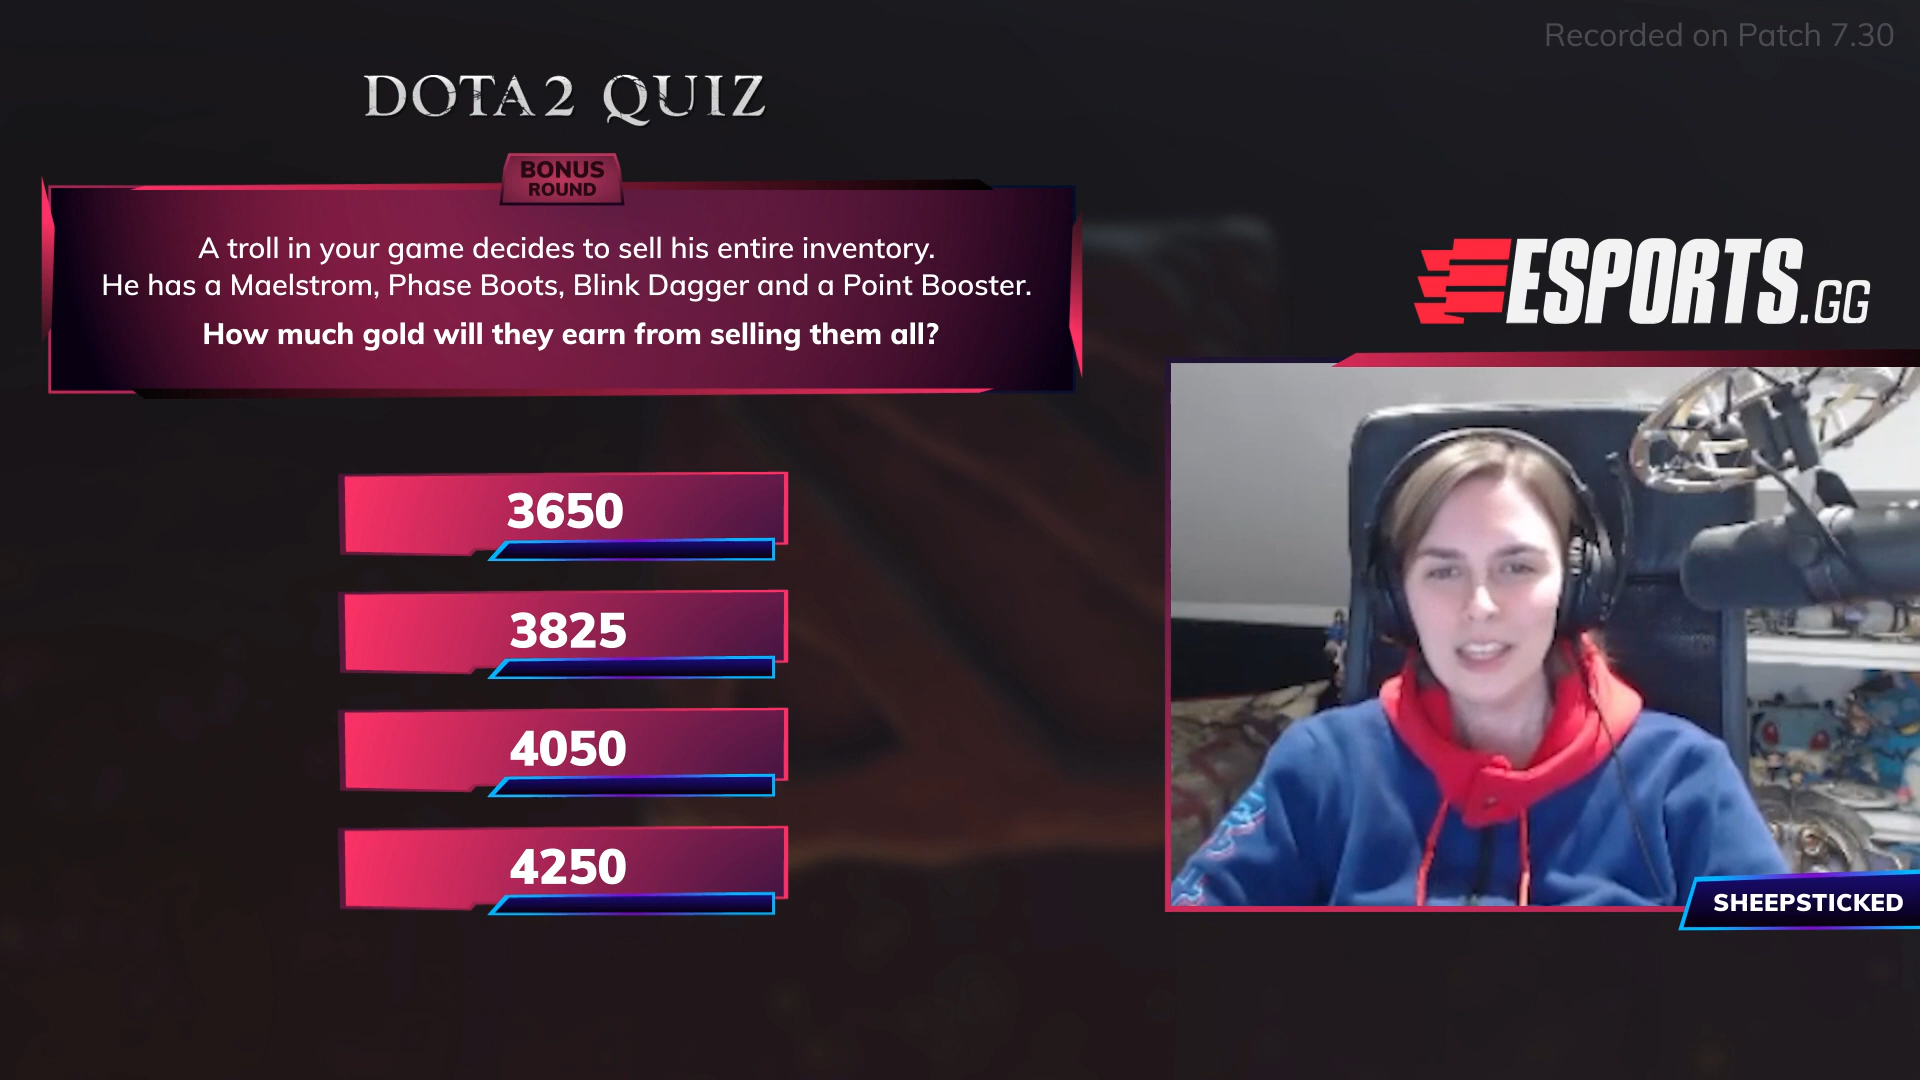 Recorded on Patch 7.30
DOTA2 QUIZ
BONUS
ROUND
A troll in your game decides to sell his entire inventory.
He has a Maelstrom, Phase Boots, Blink Dagger and a Point Booster.
How much gold will they earn from selling them all?
ESPORTS.GG
3650
3825
4050
4250
SHEEPSTICKED